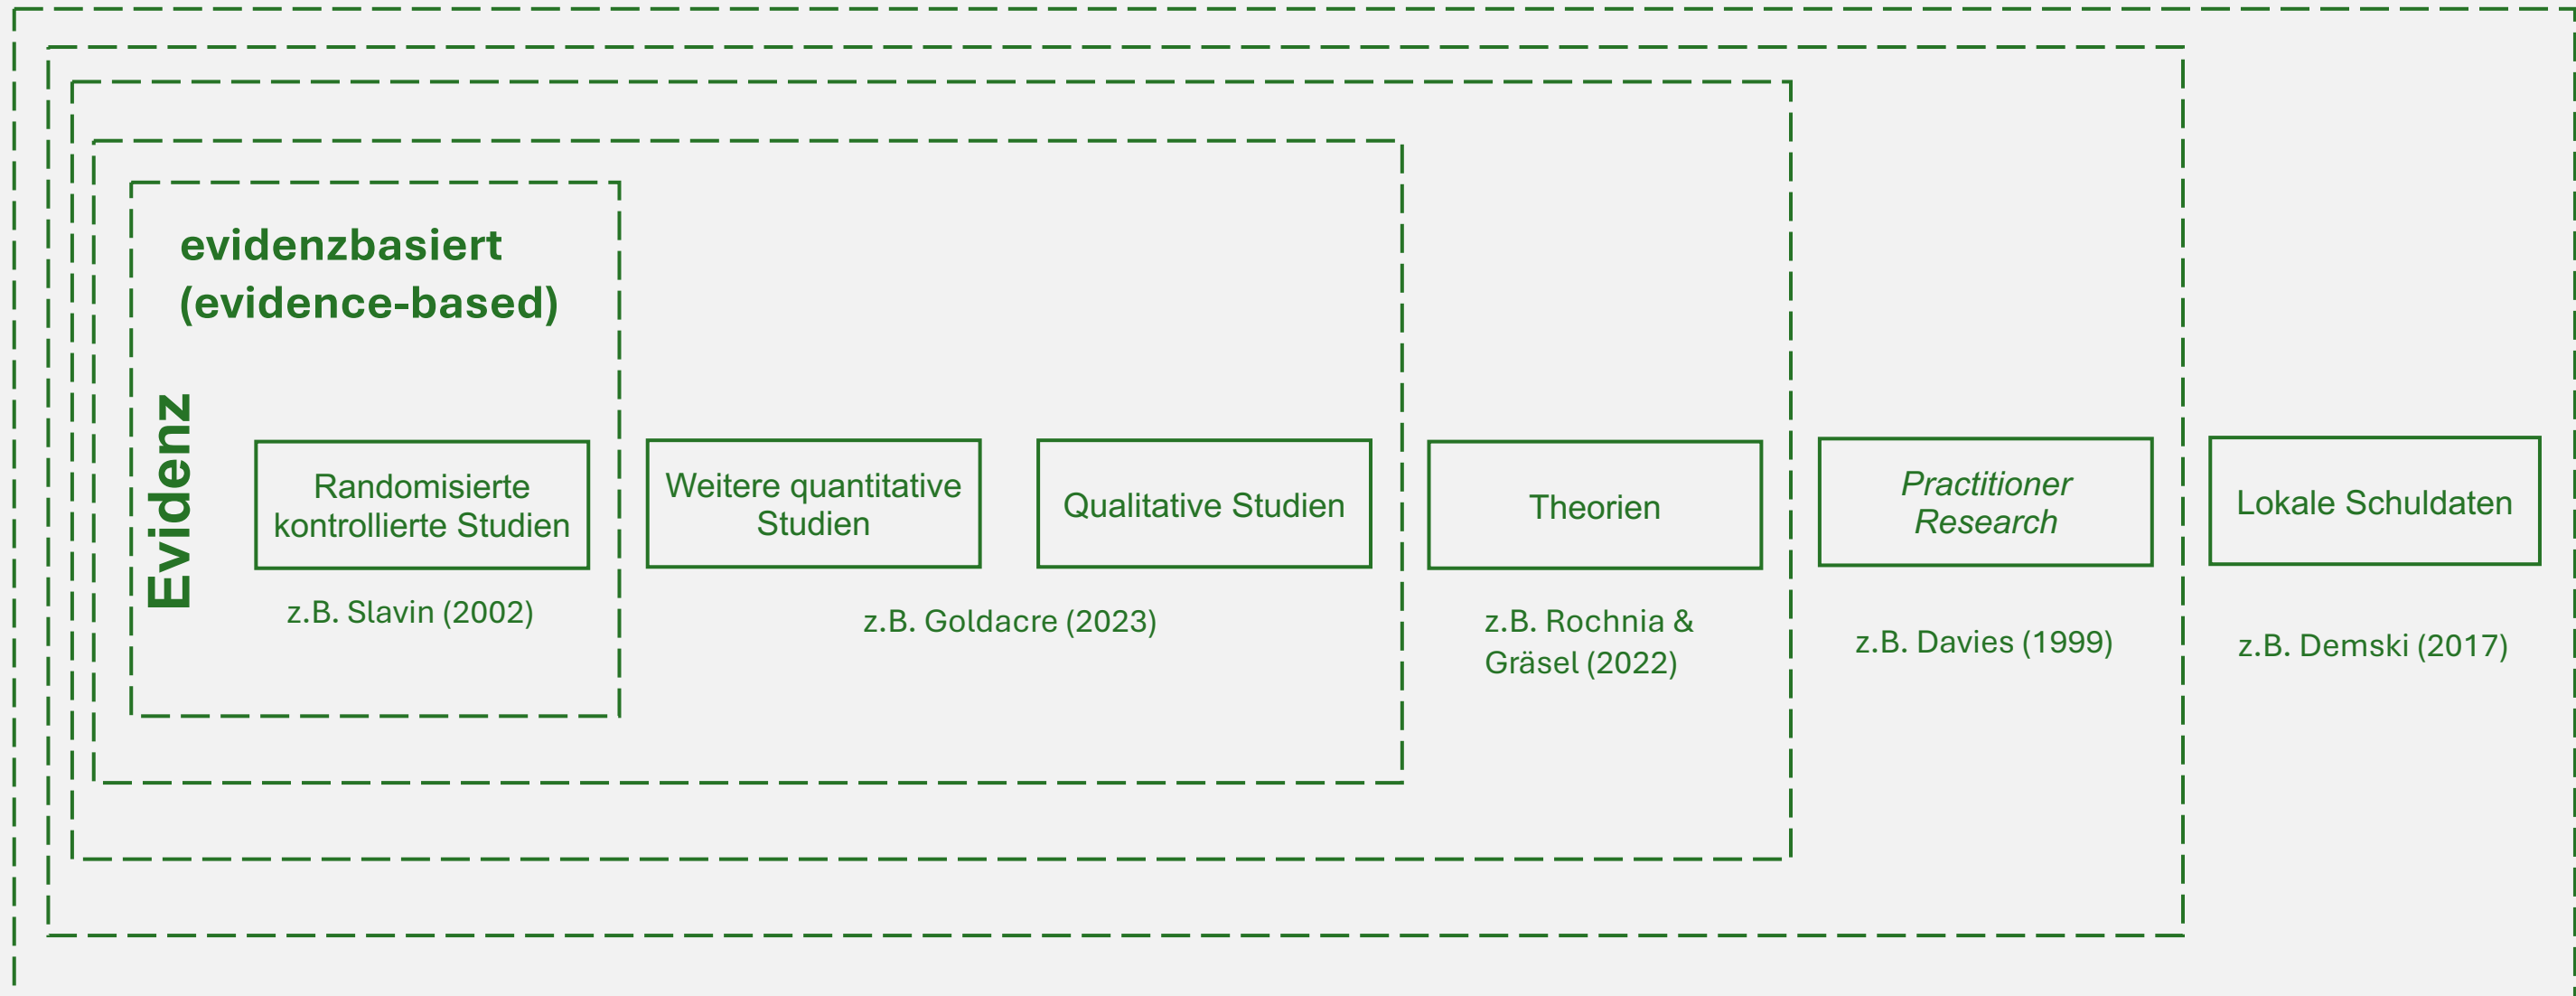 evidenzbasiert
(evidence-based)
Evidenz
Randomisierte
kontrollierte Studien
z.B. Slavin (2002)
Weitere quantitative
Studien
Qualitative Studien
z.B. Goldacre (2023)
Theorien
z.B. Rochnia &
Gräsel (2022)
Practitioner
Research
z.B. Davies (1999)
Lokale Schuldaten
z.B. Demski (2017)